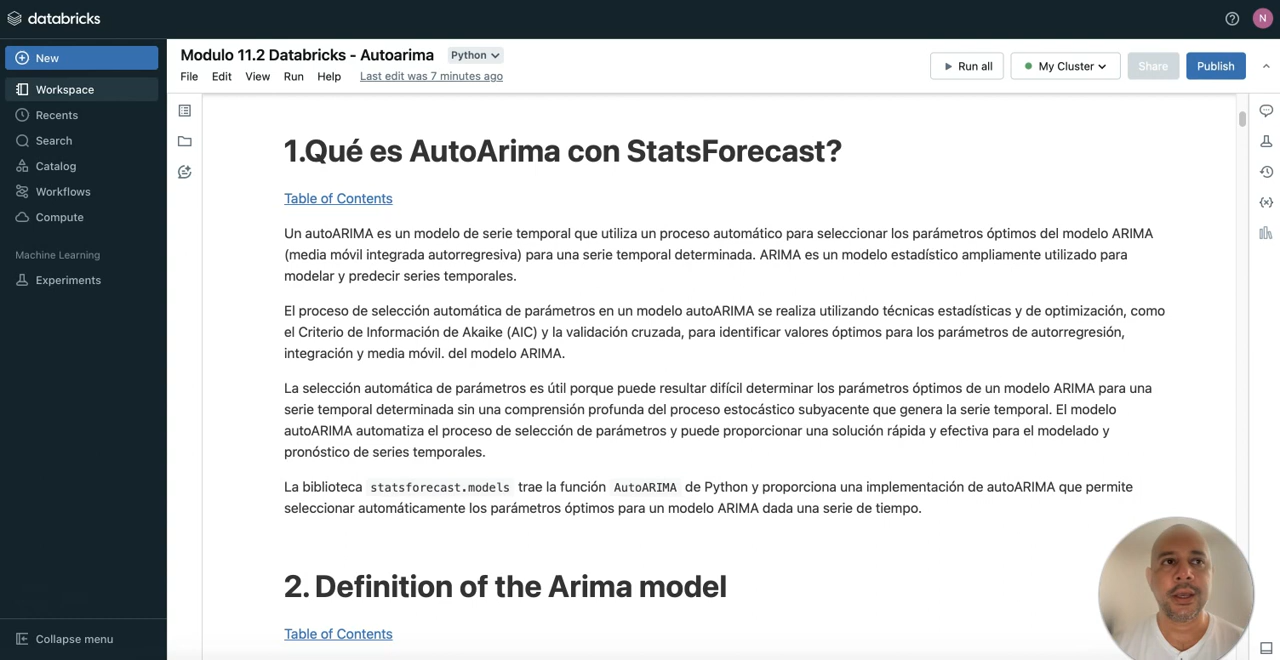 databricks
N
New
Workspace
Recents
Search
Catalog
Workflows
Compute
Machine Learning
Experiments
Collapse menu
Modulo 11.2 Databricks - Autoarima Python
File Edit View Run Help Last edit was 7 minutes ago
Run all My Cluster Share Publish
1.Qué es AutoArima con StatsForecast?
Table of Contents
Un autoARIMA es un modelo de serie temporal que utiliza un proceso automático para seleccionar los parámetros óptimos del modelo ARIMA
(media móvil integrada autorregresiva) para una serie temporal determinada. ARIMA es un modelo estadístico ampliamente utilizado para
modelar y predecir series temporales.
El proceso de selección automática de parámetros en un modelo autoARIMA se realiza utilizando técnicas estadísticas y de optimización, como
el Criterio de Información de Akaike (AIC) y la validación cruzada, para identificar valores óptimos para los parámetros de autorregresión,
integración y media móvil. del modelo ARIMA.
La selección automática de parámetros es útil porque puede resultar difícil determinar los parámetros óptimos de un modelo ARIMA para una
serie temporal determinada sin una comprensión profunda del proceso estocástico subyacente que genera la serie temporal. El modelo
autoARIMA automatiza el proceso de selección de parámetros y puede proporcionar una solución rápida y efectiva para el modelado y
pronóstico de series temporales.
La biblioteca statsforecast.models trae la función AutoARIMA de Python y proporciona una implementación de autoARIMA que permite
seleccionar automáticamente los parámetros óptimos para un modelo ARIMA dada una serie de tiempo.
2. Definition of the Arima model
Table of Contents